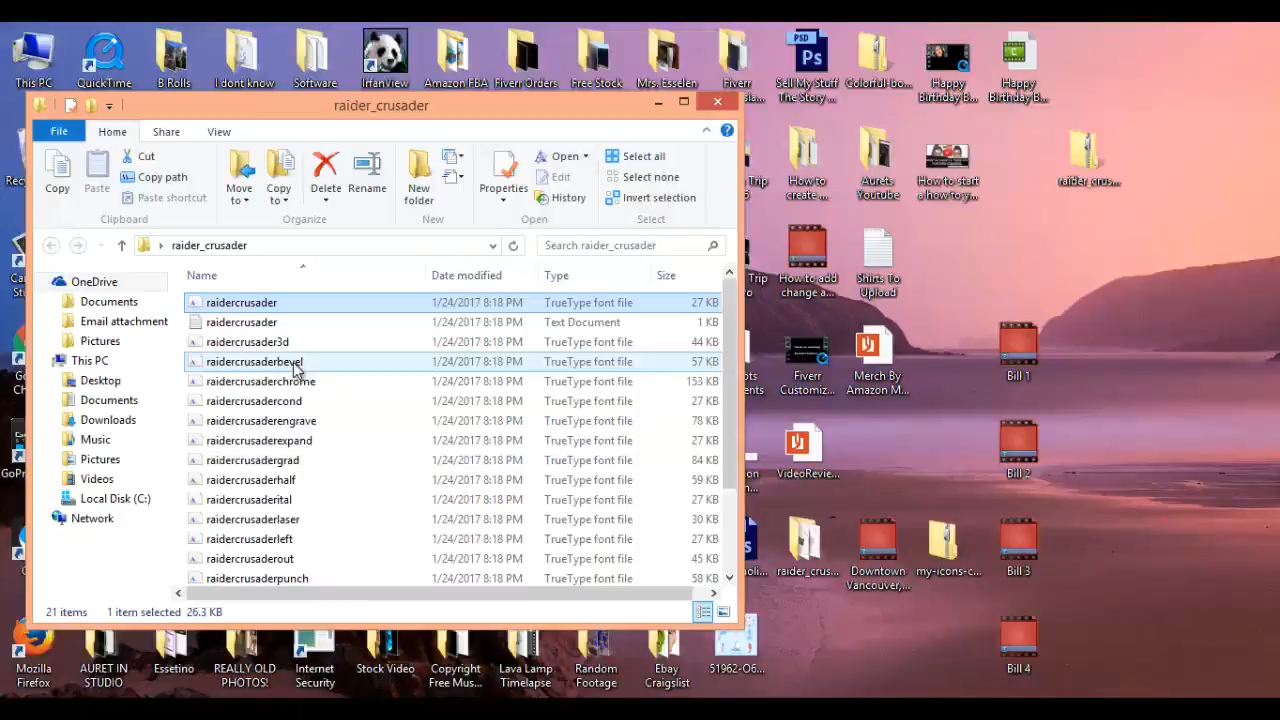 This PC
QuickTime
B Rolls
I dont know
Software
IrfanView
Amazon FBA
Fiverr Orders
Free Stock
Mrs. Esselen
Fiverr
Sell My Stuff
The Story ...
Colorful-bo...
Happy
Birthday B...
Happy
Birthday B...
raider_crusader
File
Home
Share
View
Copy
Paste
Cut
Copy path
Paste shortcut
Clipboard
Move
to
Copy
to
Delete
Rename
Organize
New
folder
New
Properties
Open
Edit
History
Open
Select all
Select none
Invert selection
Select
raider_crusader
Search raider_crusader
OneDrive
Documents
Email attachment
Pictures
This PC
Desktop
Documents
Downloads
Music
Pictures
Videos
Local Disk (C:)
Network
Name Date modified Type Size
raidercrusader 1/24/2017 8:18 PM TrueType font file 27 KB
raidercrusader 1/24/2017 8:18 PM Text Document 1 KB
raidercrusader3d 1/24/2017 8:18 PM TrueType font file 44 KB
raidercrusaderbevel 1/24/2017 8:18 PM TrueType font file 57 KB
raidercrusaderchrome 1/24/2017 8:18 PM TrueType font file 153 KB
raidercrusadercond 1/24/2017 8:18 PM TrueType font file 27 KB
raidercrusaderengrave 1/24/2017 8:18 PM TrueType font file 78 KB
raidercrusaderexpand 1/24/2017 8:18 PM TrueType font file 27 KB
raidercrusadergrad 1/24/2017 8:18 PM TrueType font file 84 KB
raidercrusaderhalf 1/24/2017 8:18 PM TrueType font file 59 KB
raidercrusaderital 1/24/2017 8:18 PM TrueType font file 27 KB
raidercrusaderlaser 1/24/2017 8:18 PM TrueType font file 30 KB
raidercrusaderleft 1/24/2017 8:18 PM TrueType font file 27 KB
raidercrusaderout 1/24/2017 8:18 PM TrueType font file 45 KB
raidercrusaderpunch 1/24/2017 8:18 PM TrueType font file 58 KB
21 items 1 item selected 26.3 KB
Trip
How to
create ...
Aurets
Youtube
How to start
a how to y...
raider_crus...
How to add
change a...
Shirts To
Upload
Fiverr
Customiz...
Merch By
Amazon M...
Bill 1
VideoRevie...
Bill 2
raider_crus...
Downtown
Vancouver,...
my-icons-c...
Bill 3
Bill 4
Mozilla
Firefox
AURET IN
STUDIO
Essetino
REALLY OLD
PHOTOS!
Internet
Security
Stock Video
Copyright
Free Mus...
Lava Lamp
Timelapse
Random
Footage
Ebay
Craigslist
51962-O6...